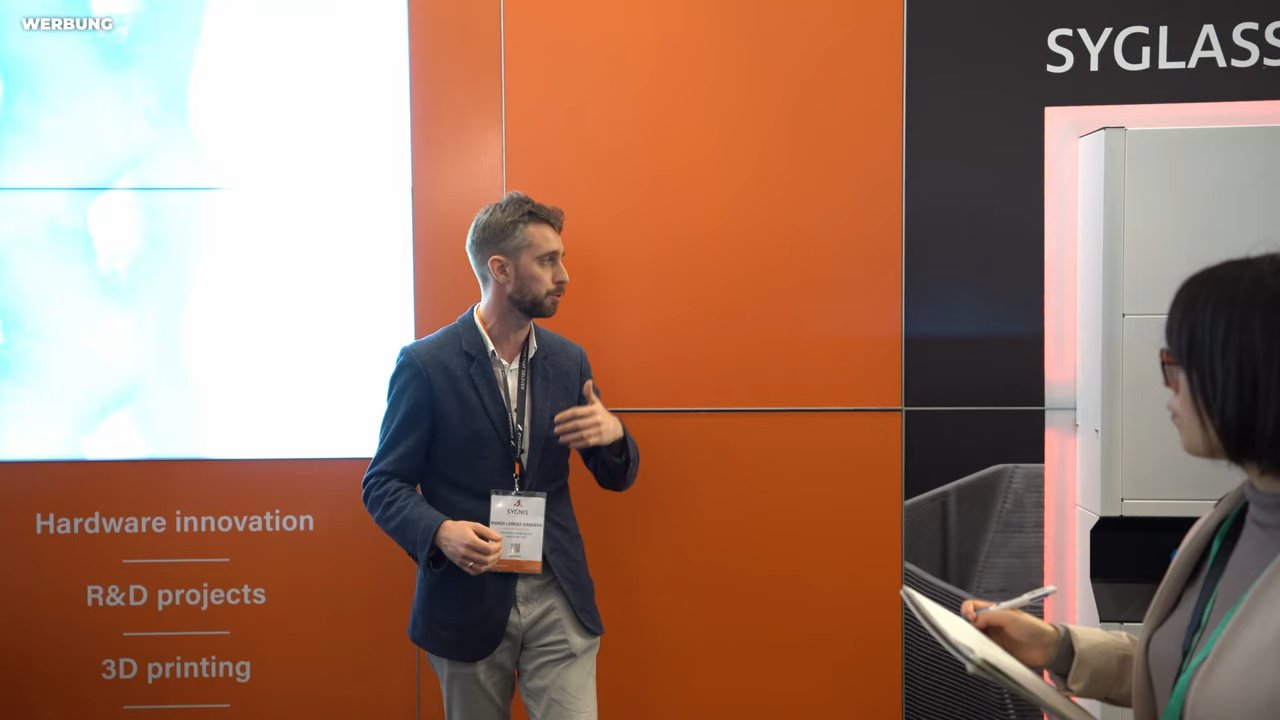 WERBUNG
SYGLASS
Hardware innovation
R&D projects
3D printing
SYGNIS